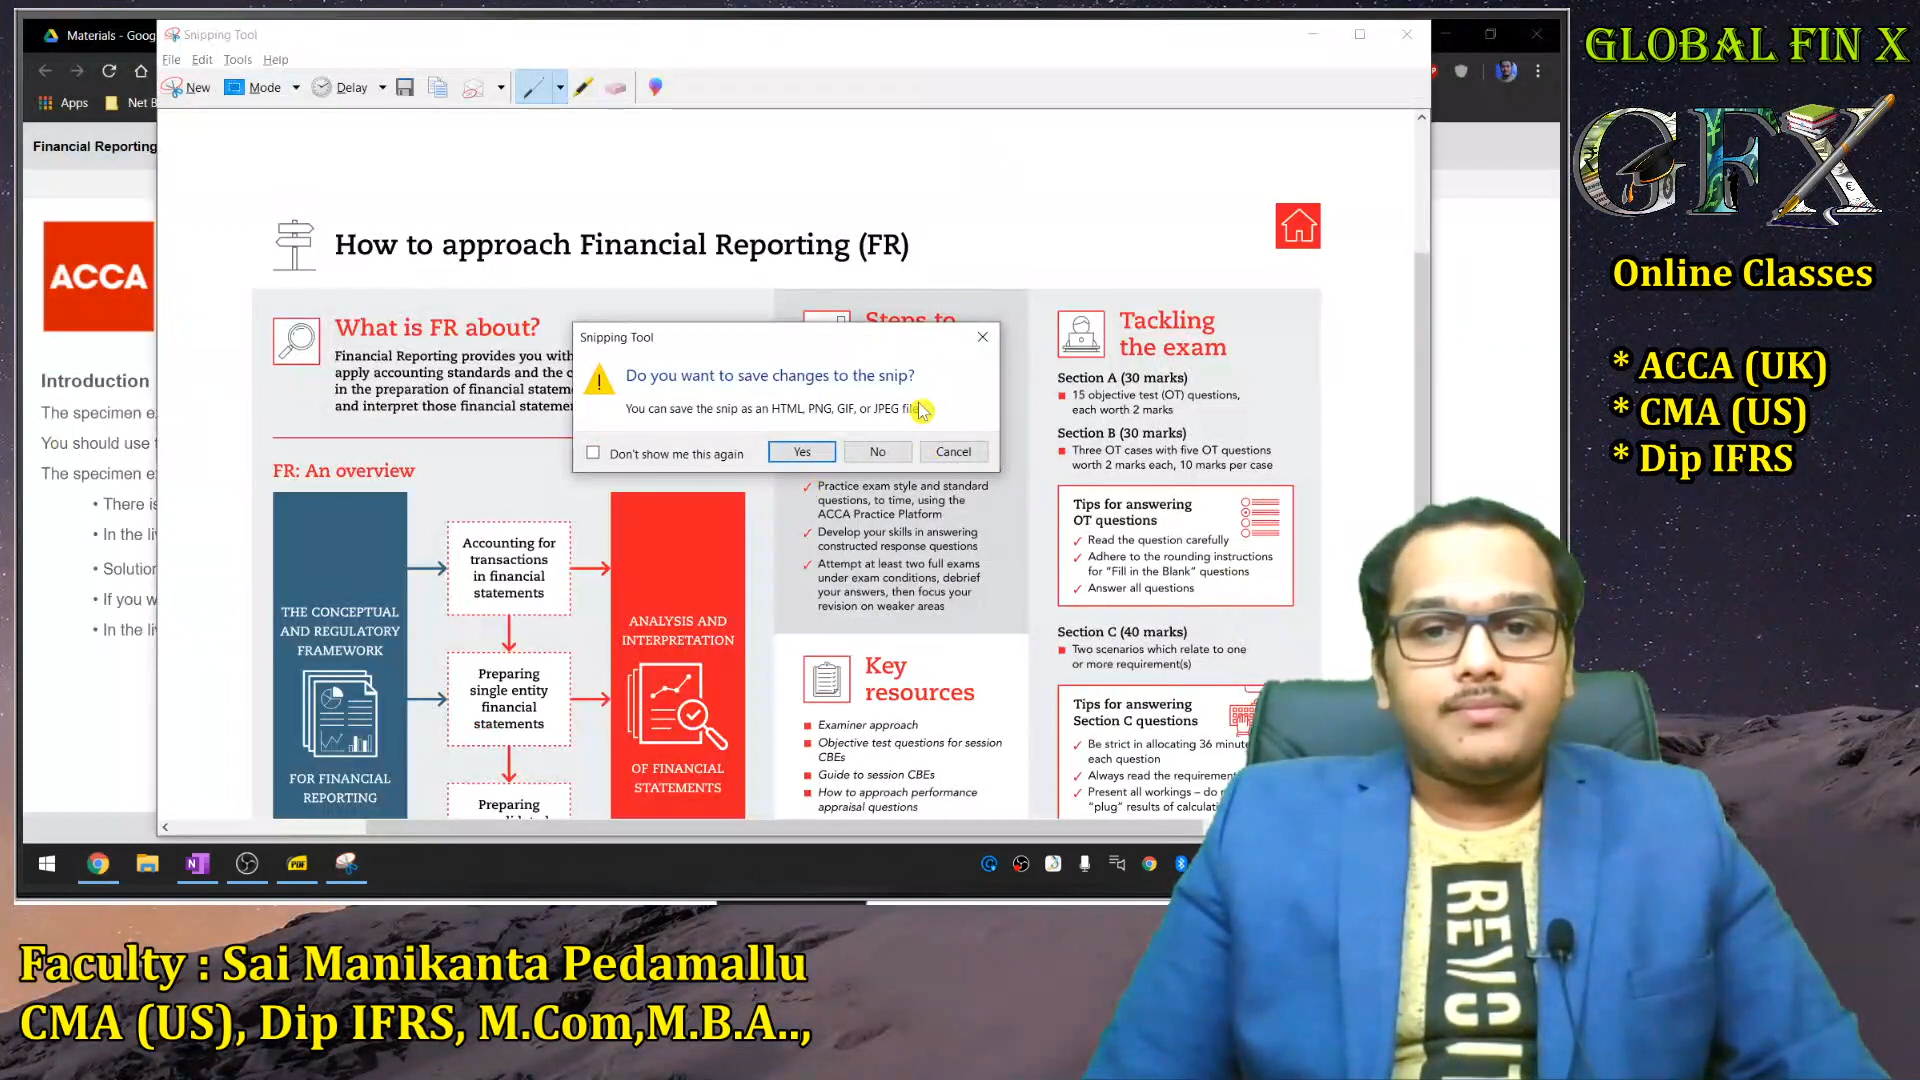 Materials - Goog
Snipping Tool
File Edit Tools Help
New Mode Delay
Apps Net B
Financial Reporting
ACCA
Introduction
The specimen e
You should use
The specimen e
• There is
• In the liv
• Solution
• If you w
• In the liv
How to approach Financial Reporting (FR)
What is FR about?
Financial Reporting provides you with
apply accounting standards and the c
in the preparation of financial statem
and interpret those financial statemen
FR: An overview
THE CONCEPTUAL
AND REGULATORY
FRAMEWORK
FOR FINANCIAL
REPORTING
Accounting for
transactions
in financial
statements
Preparing
single entity
financial
statements
Preparing
ANALYSIS AND
INTERPRETATION
OF FINANCIAL
STATEMENTS
Snipping Tool
Do you want to save changes to the snip?
You can save the snip as an HTML, PNG, GIF, or JPEG file
Don't show me this again
Yes No Cancel
Steps to
Practice exam style and standard
questions, to time, using the
ACCA Practice Platform
Develop your skills in answering
constructed response questions
Attempt at least two full exams
under exam conditions, debrief
your answers, then focus your
revision on weaker areas
Key
resources
Examiner approach
Objective test questions for session
CBEs
Guide to session CBEs
How to approach performance
appraisal questions
Tackling
the exam
Section A (30 marks)
15 objective test (OT) questions,
each worth 2 marks
Section B (30 marks)
Three OT cases with five OT questions
worth 2 marks each, 10 marks per case
Tips for answering
OT questions
Read the question carefully
Adhere to the rounding instructions
for "Fill in the Blank" questions
Answer all questions
Section C (40 marks)
Two scenarios which relate to one
or more requirement(s)
Tips for answering
Section C questions
Be strict in allocating 36 minute
each question
Always read the requirement
Present all workings – do
"plug" results of calculati
GLOBAL FIN X
GFX
Online Classes
* ACCA (UK)
* CMA (US)
* Dip IFRS
Faculty : Sai Manikanta Pedamallu
CMA (US), Dip IFRS, M.Com,M.B.A..,